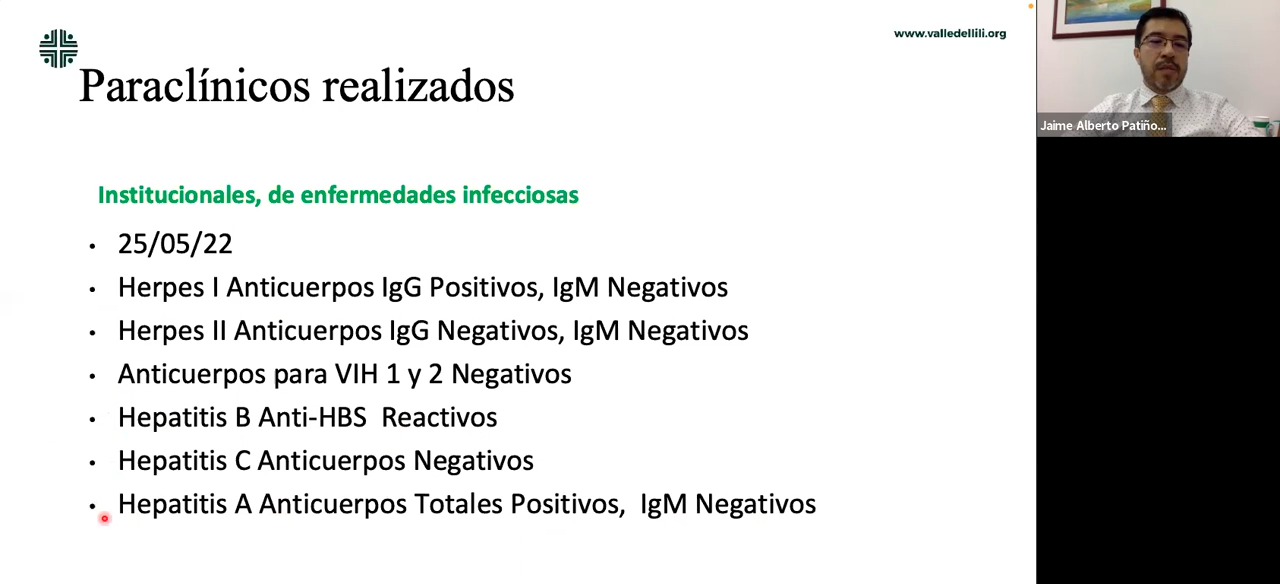 www.valledellili.org
Paraclínicos realizados
Jaime Alberto Patiño...
Institucionales, de enfermedades infecciosas
• 25/05/22
• Herpes I Anticuerpos IgG Positivos, IgM Negativos
• Herpes II Anticuerpos IgG Negativos, IgM Negativos
• Anticuerpos para VIH 1 y 2 Negativos
• Hepatitis B Anti-HBS Reactivos
• Hepatitis C Anticuerpos Negativos
• Hepatitis A Anticuerpos Totales Positivos, IgM Negativos